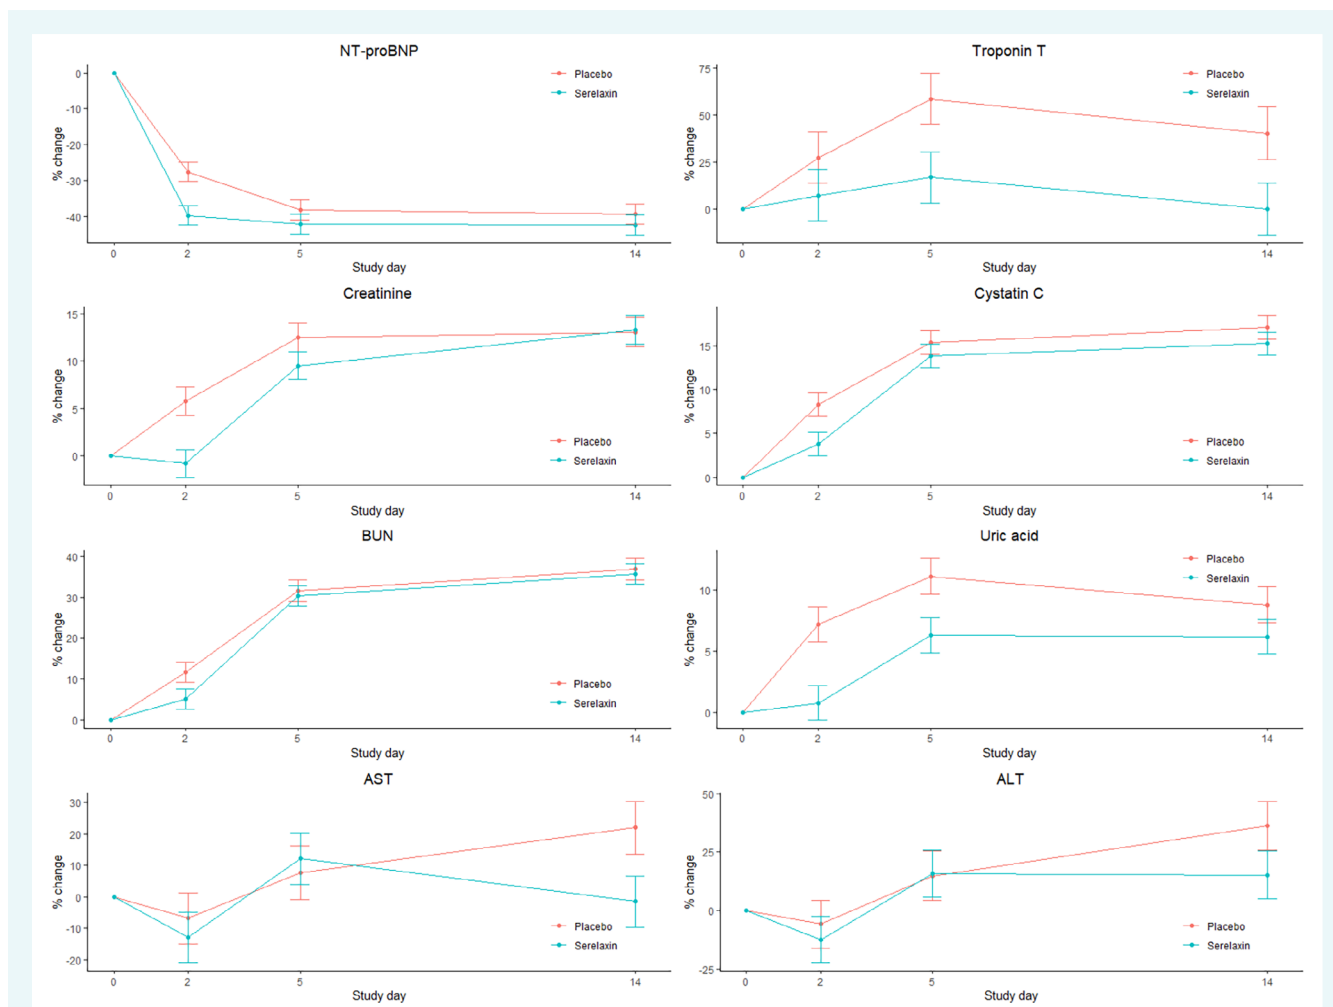 NT-proBNP
0
-10
-20
-30
-40
% change
0 2 5 14
Study day
Placebo
Serelaxin
Troponin T
75
50
25
0
% change
0 2 5 14
Study day
Placebo
Serelaxin
Creatinine
15
10
5
0
% change
0 2 5 14
Study day
Placebo
Serelaxin
Cystatin C
15
10
5
0
% change
0 2 5 14
Study day
Placebo
Serelaxin
BUN
40
30
20
10
0
% change
0 2 5 14
Study day
Placebo
Serelaxin
Uric acid
10
5
0
% change
0 2 5 14
Study day
Placebo
Serelaxin
AST
30
20
10
0
-10
-20
% change
0 2 5 14
Study day
Placebo
Serelaxin
ALT
50
25
0
-25
% change
0 2 5 14
Study day
Placebo
Serelaxin